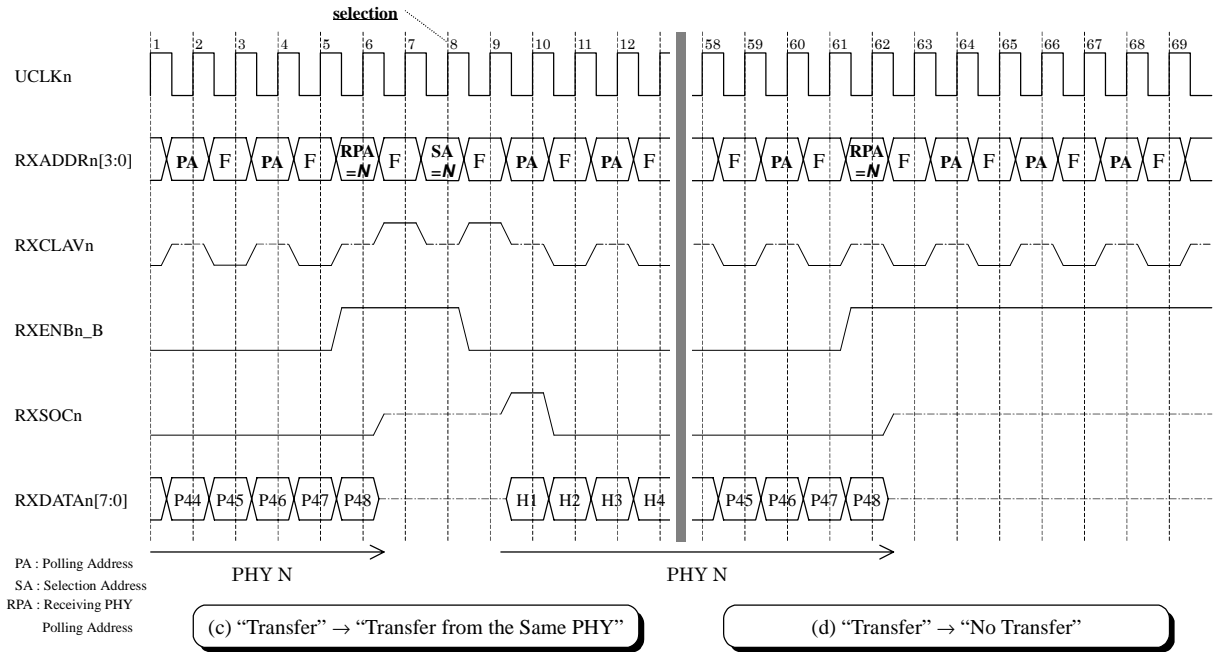 selection
1 2 3 4 5 6 7 8 9 10 11 12 58 59 60 61 62 63 64 65 66 67 68 69
UCLKn
RXADDRn[3:0] PA F PA F RPA =N F SA =N F PA F PA F F PA F RPA =N F PA F PA F PA F
RXCLAVn
RXENBn_B
RXSOCn
RXDATAn[7:0] P44 P45 P46 P47 P48 H1 H2 H3 H4 P45 P46 P47 P48
PHY N PHY N
PA : Polling Address
SA : Selection Address
RPA : Receiving PHY
Polling Address
(c) “Transfer” → “Transfer from the Same PHY”
(d) “Transfer” → “No Transfer”